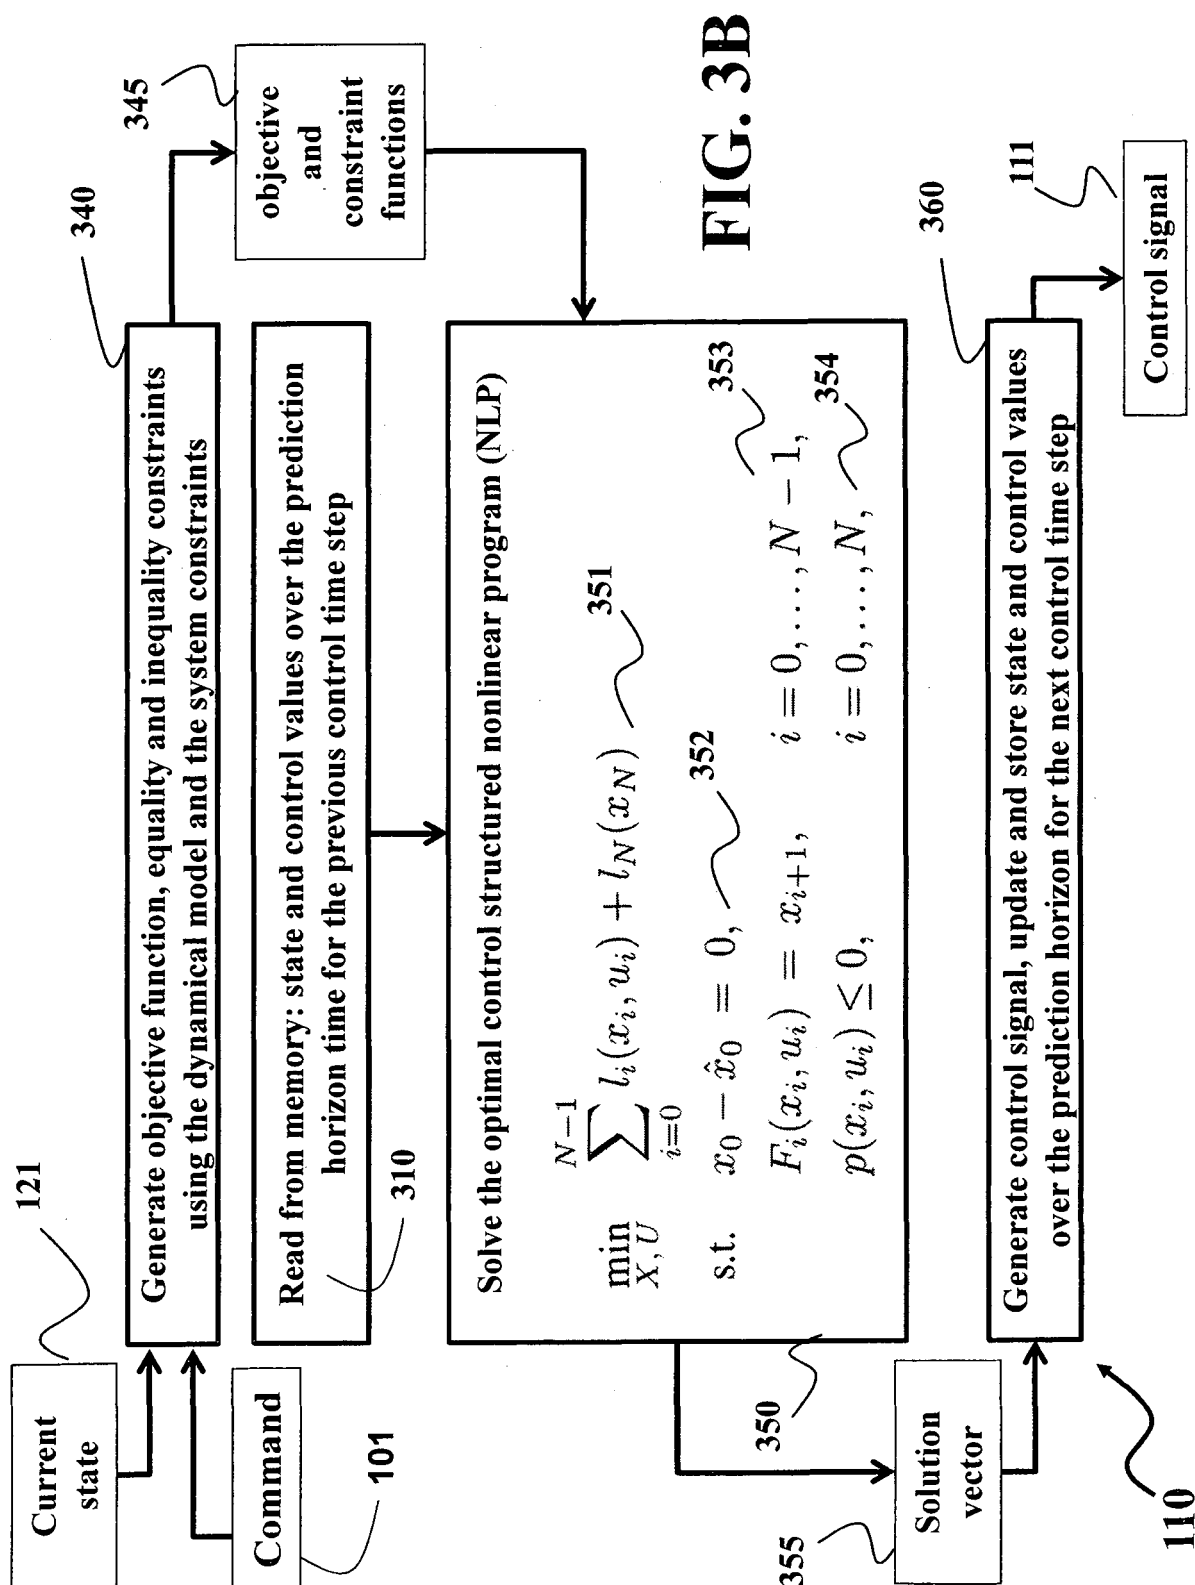 Current
state
121
Command
101
340
Generate objective function, equality and inequality constraints
using the dynamical model and the system constraints
345
objective
and
constraint
functions
Read from memory: state and control values over the prediction
horizon time for the previous control time step
310
Solve the optimal control structured nonlinear program (NLP)
min_{X,U} \sum_{i=0}^{N-1} l_i(x_i, u_i) + l_N(x_N)
351
s.t. x_0 − x̂_0 = 0,
352
F_i(x_i, u_i) = x_{i+1}, i = 0, …, N − 1,
353
p(x_i, u_i) ≤ 0, i = 0, …, N,
354
350
355
Solution
vector
360
Generate control signal, update and store state and control values
over the prediction horizon for the next control time step
111
Control signal
110
FIG. 3B